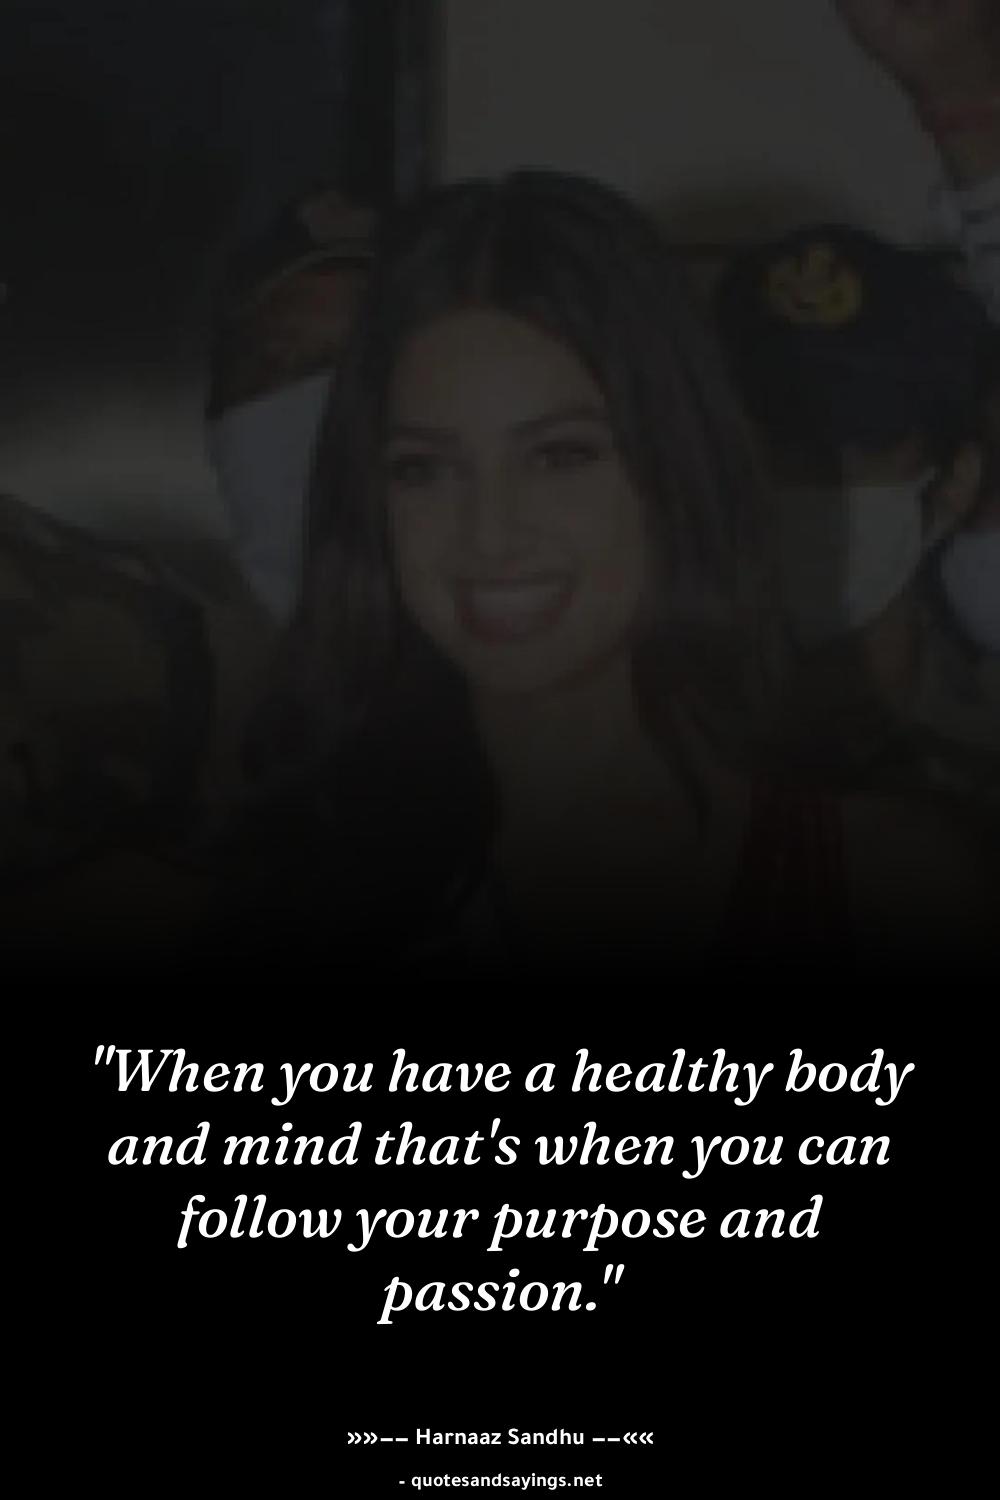 "When you have a healthy body
and mind that's when you can
follow your purpose and
passion."
»»–– Harnaaz Sandhu ––««
- quotesandsayings.net